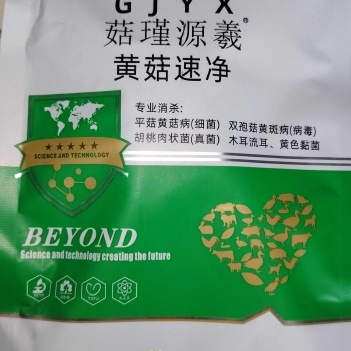 GJYX
菇瑾源羲®
黄菇速净
专业消杀:
平菇黄菇病(细菌) 双孢菇黄斑病(病毒)
胡桃肉状菌(真菌) 木耳流耳、黄色黏菌
SCIENCE AND TECHNOLOGY
BEYOND
Science and technology creating the future